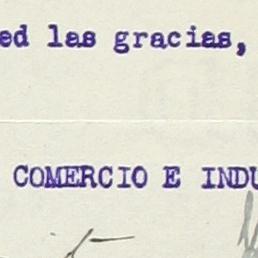 ed las gracias,
COMERCIO E INDU